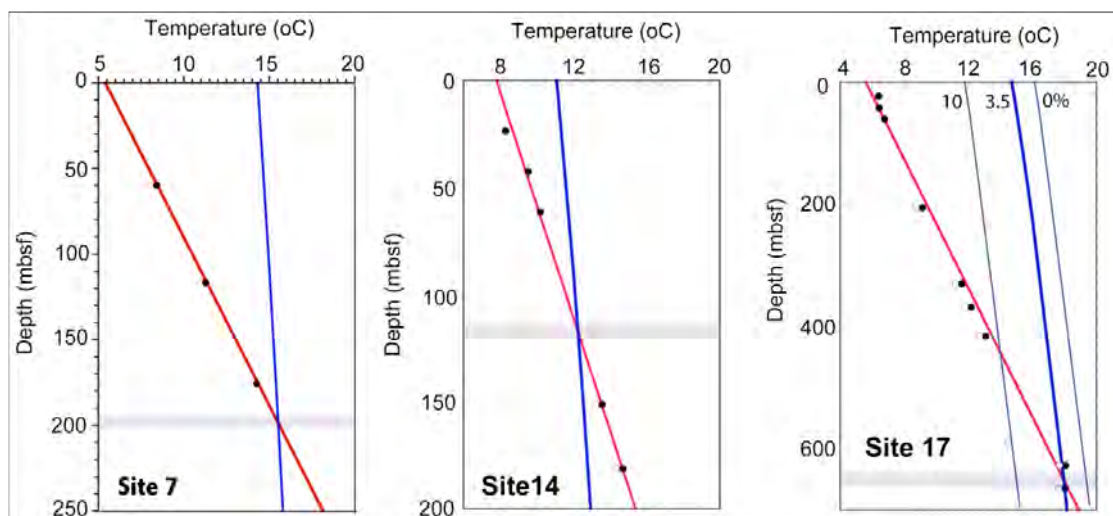 Temperature (oC)
5 10 15 20
0
50
100
150
200
250
Depth (mbsf)
Site 7
Temperature (oC)
6 8 12 16 20
0
50
100
150
200
Depth (mbsf)
Site14
Temperature (oC)
4 8 12 16 20
0
200
400
600
Depth (mbsf)
10 3.5 0%
Site 17